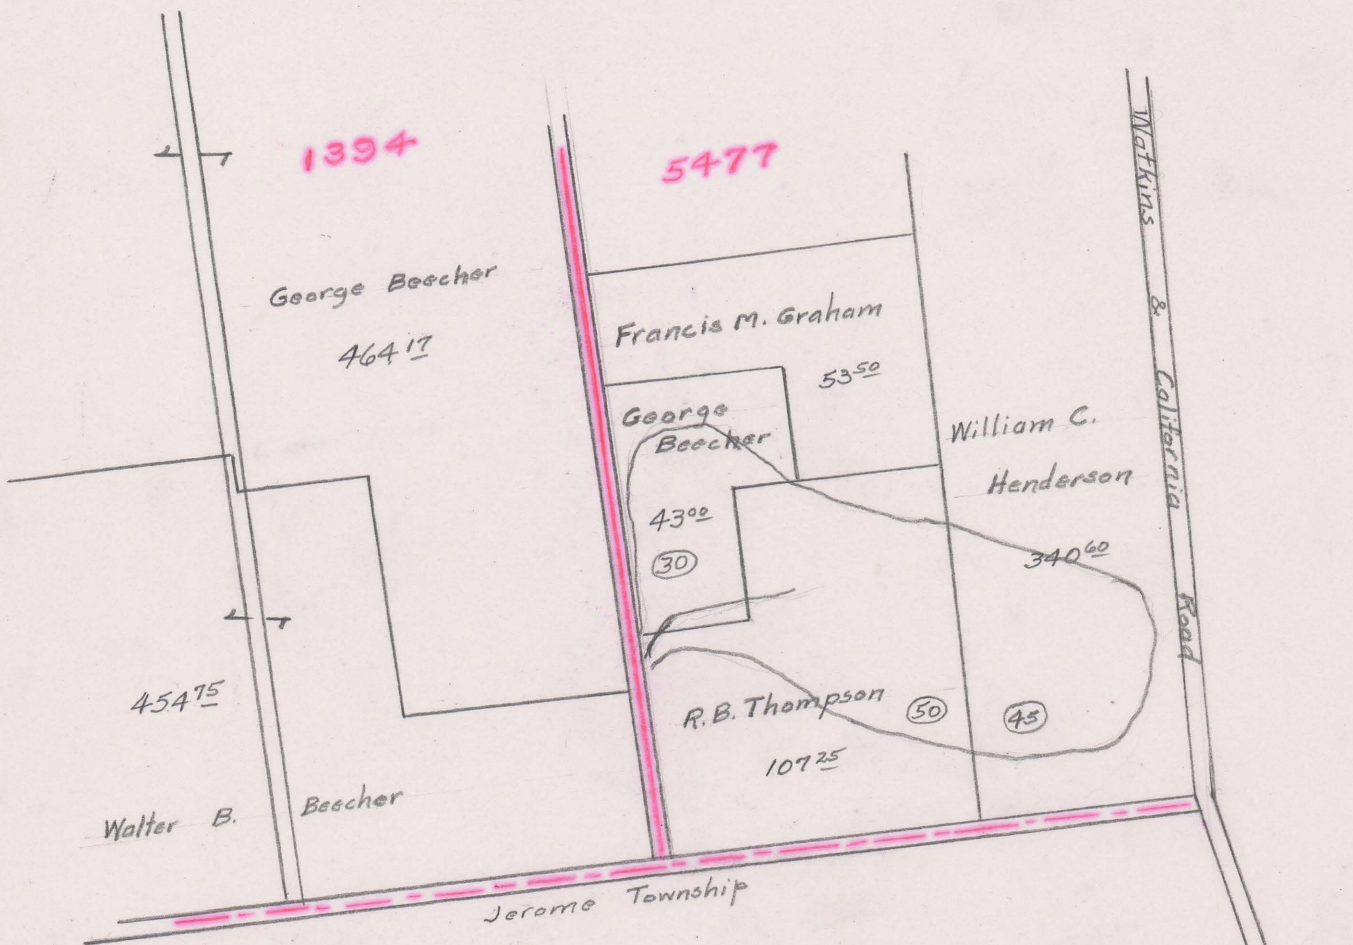 1394
5477
George Beecher
464 17
Francis M. Graham
53 50
George
Beecher
43 00
30
William C.
Henderson
340 60
Watkins & California Road
454 75
Walter B. Beecher
R.B. Thompson
107 25
50
45
Jerome Township